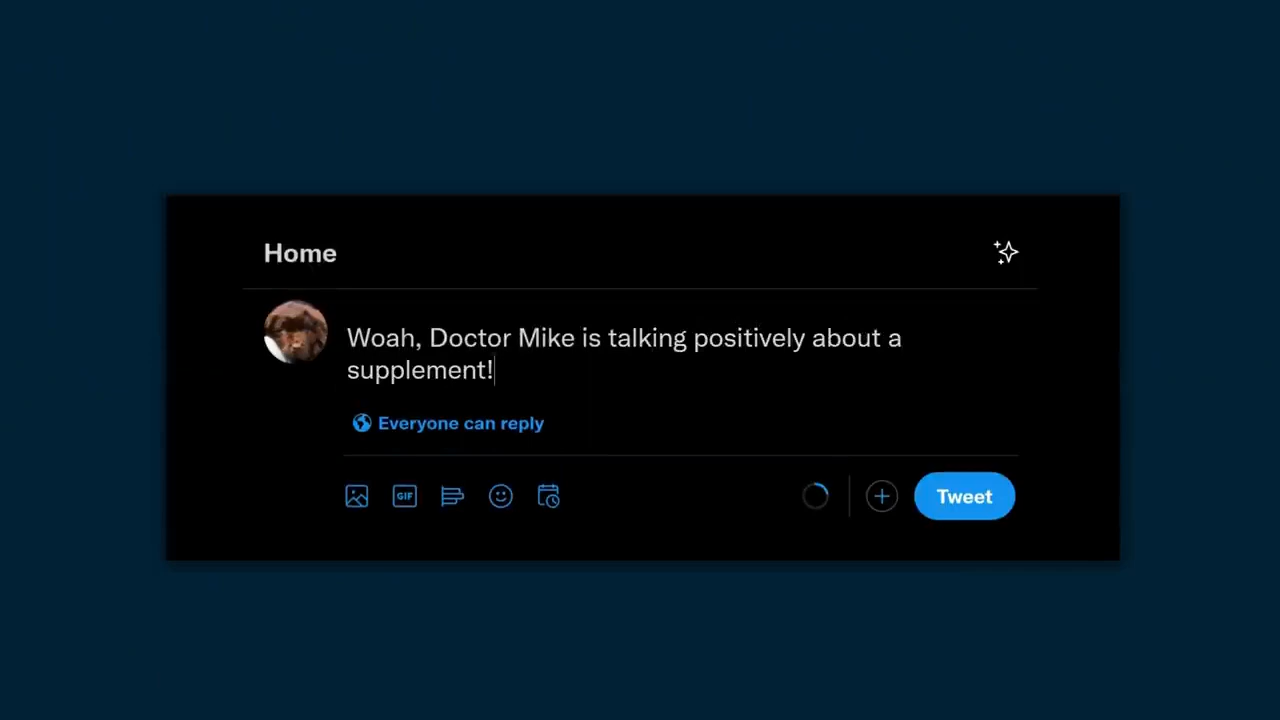 Home
Woah, Doctor Mike is talking positively about a
supplement!
Everyone can reply
GIF
Tweet